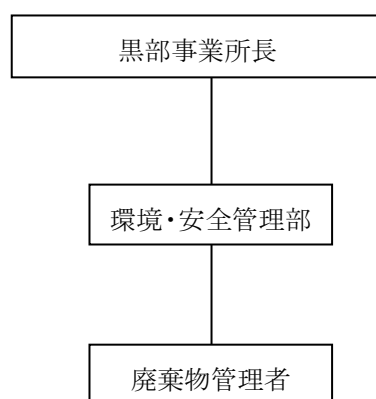 黒部事業所長
環境・安全管理部
廃棄物管理者